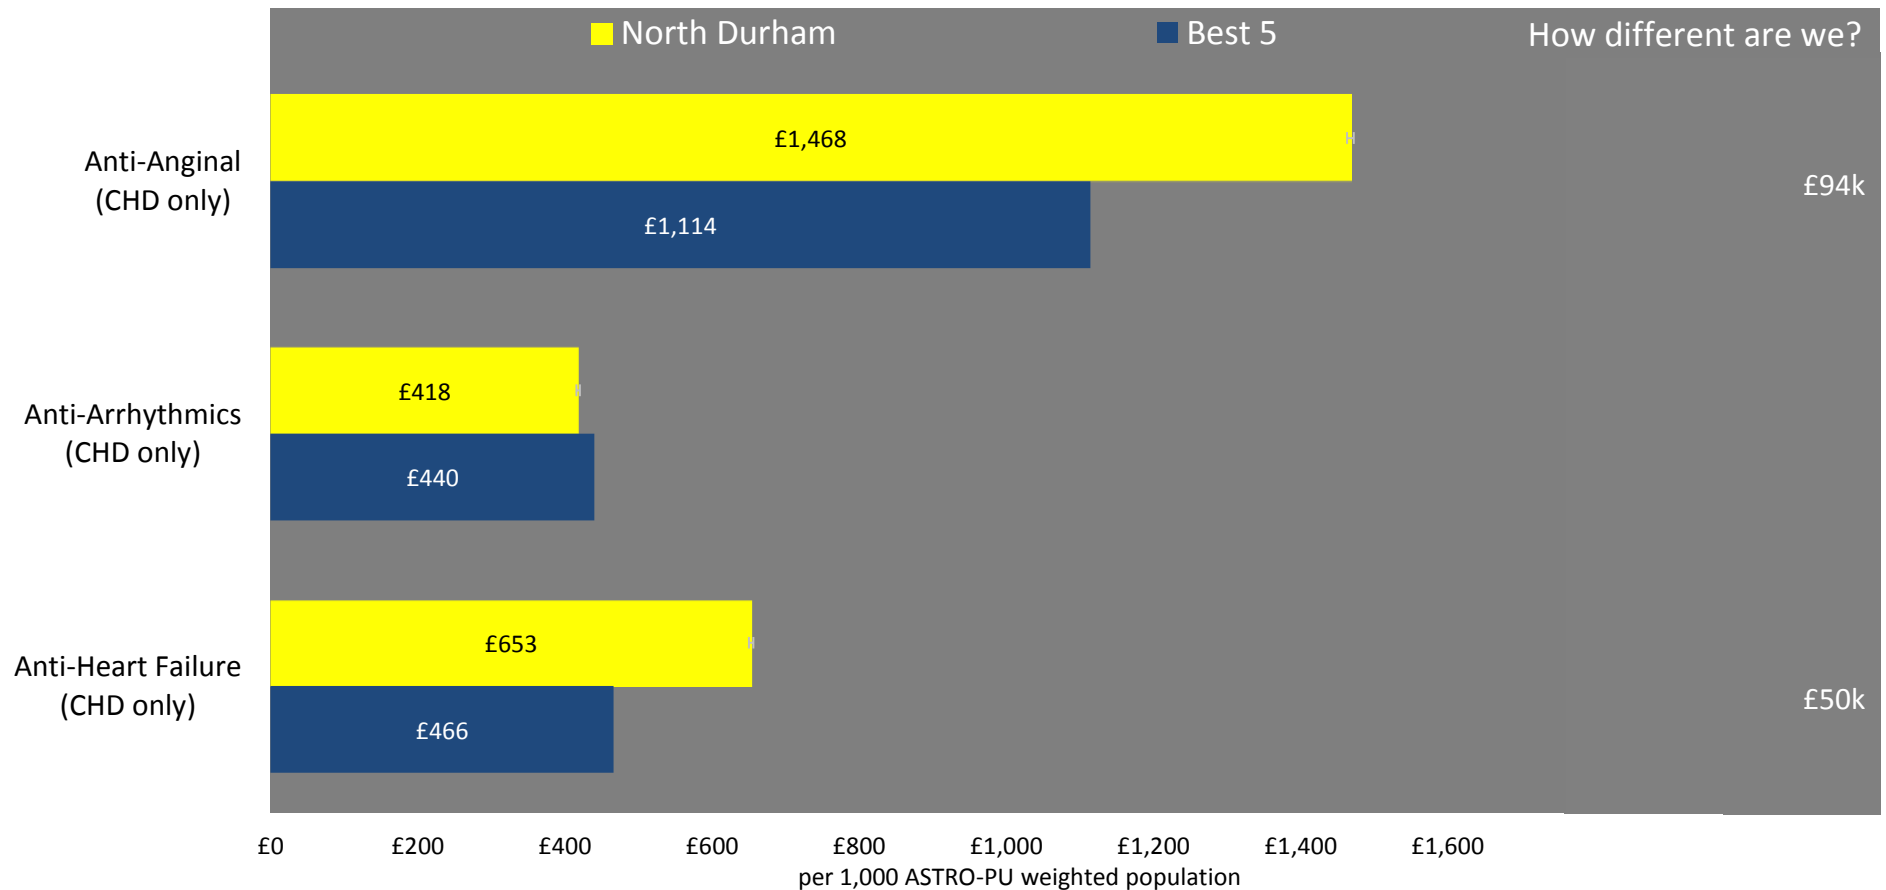 North Durham
Best 5
How different are we?
Anti-Anginal
(CHD only)
£1,468
£1,114
£94k
Anti-Arrhythmics
(CHD only)
£418
£440
Anti-Heart Failure
(CHD only)
£653
£466
£50k
£0 £200 £400 £600 £800 £1,000 £1,200 £1,400 £1,600
per 1,000 ASTRO-PU weighted population